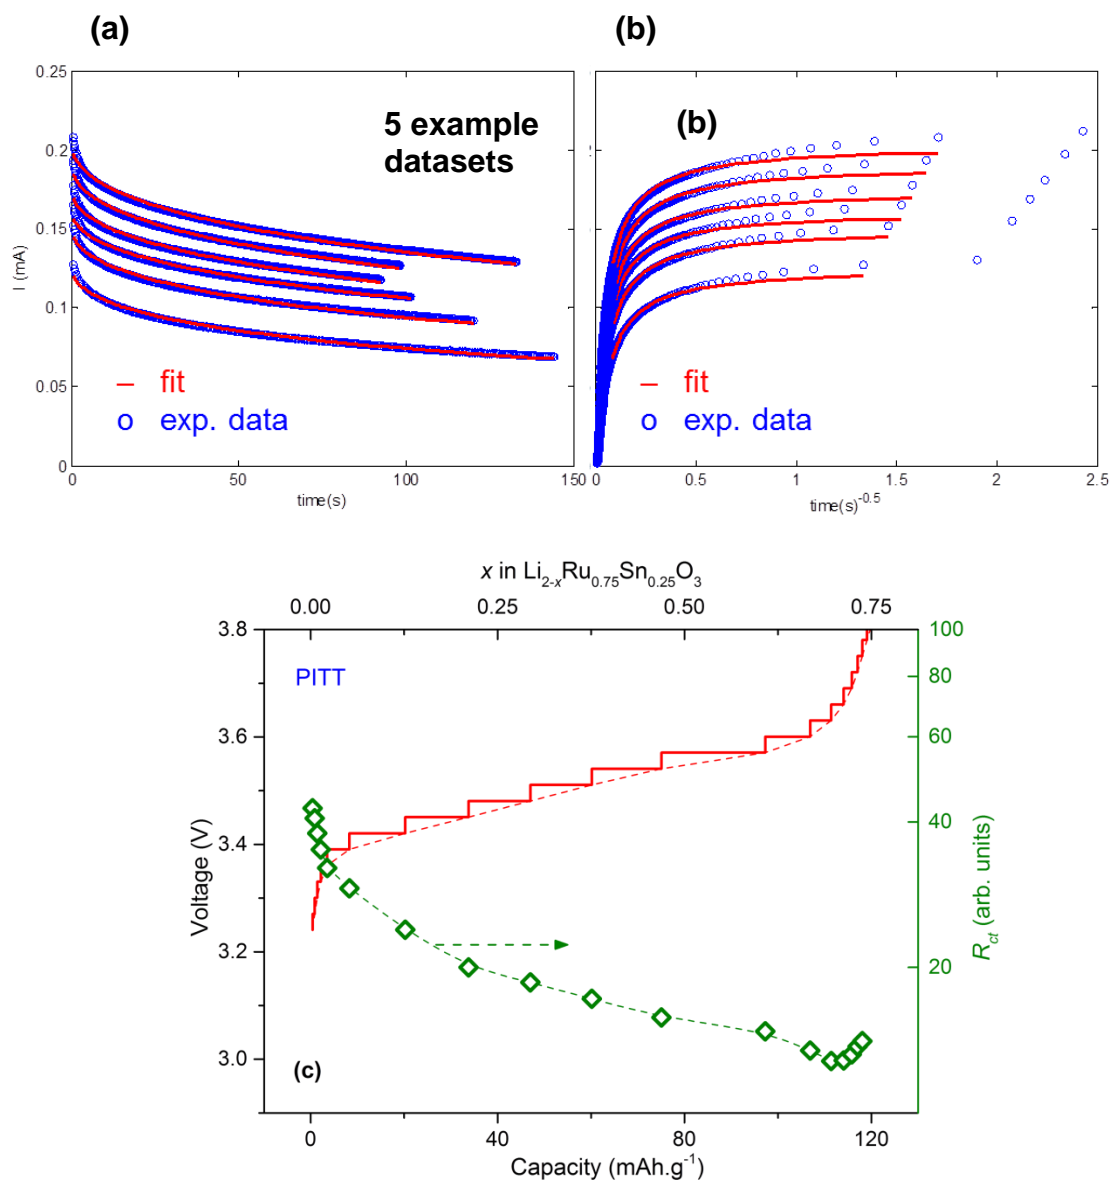 (a) (b)
0.25
0.2
0.15
0.1
0.05
0
I (mA)
5 example
datasets
– fit
o exp. data
0 50 100 150
time(s)
(b)
– fit
o exp. data
0 0.5 1 1.5 2 2.5
time(s)-0.5
x in Li2-xRu0.75Sn0.25O3
0.00 0.25 0.50 0.75
3.8
3.6
3.4
3.2
3.0
Voltage (V)
PITT
(c)
100
80
60
40
20
Rct (arb. units)
0 40 80 120
Capacity (mAh.g-1)